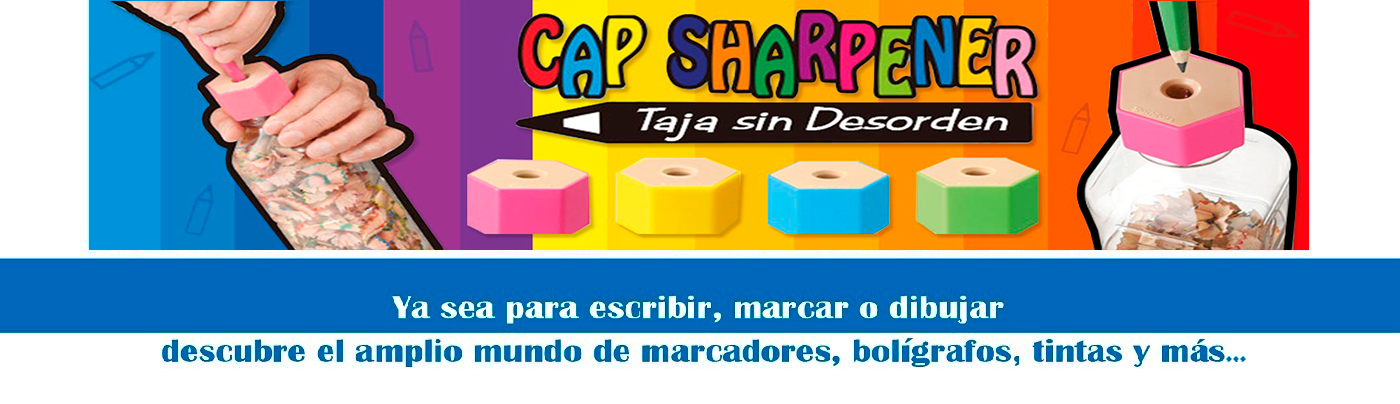 CAP SHARPENER
Taja sin Desorden
Ya sea para escribir, marcar o dibujar
descubre el amplio mundo de marcadores, bolígrafos, tintas y más...